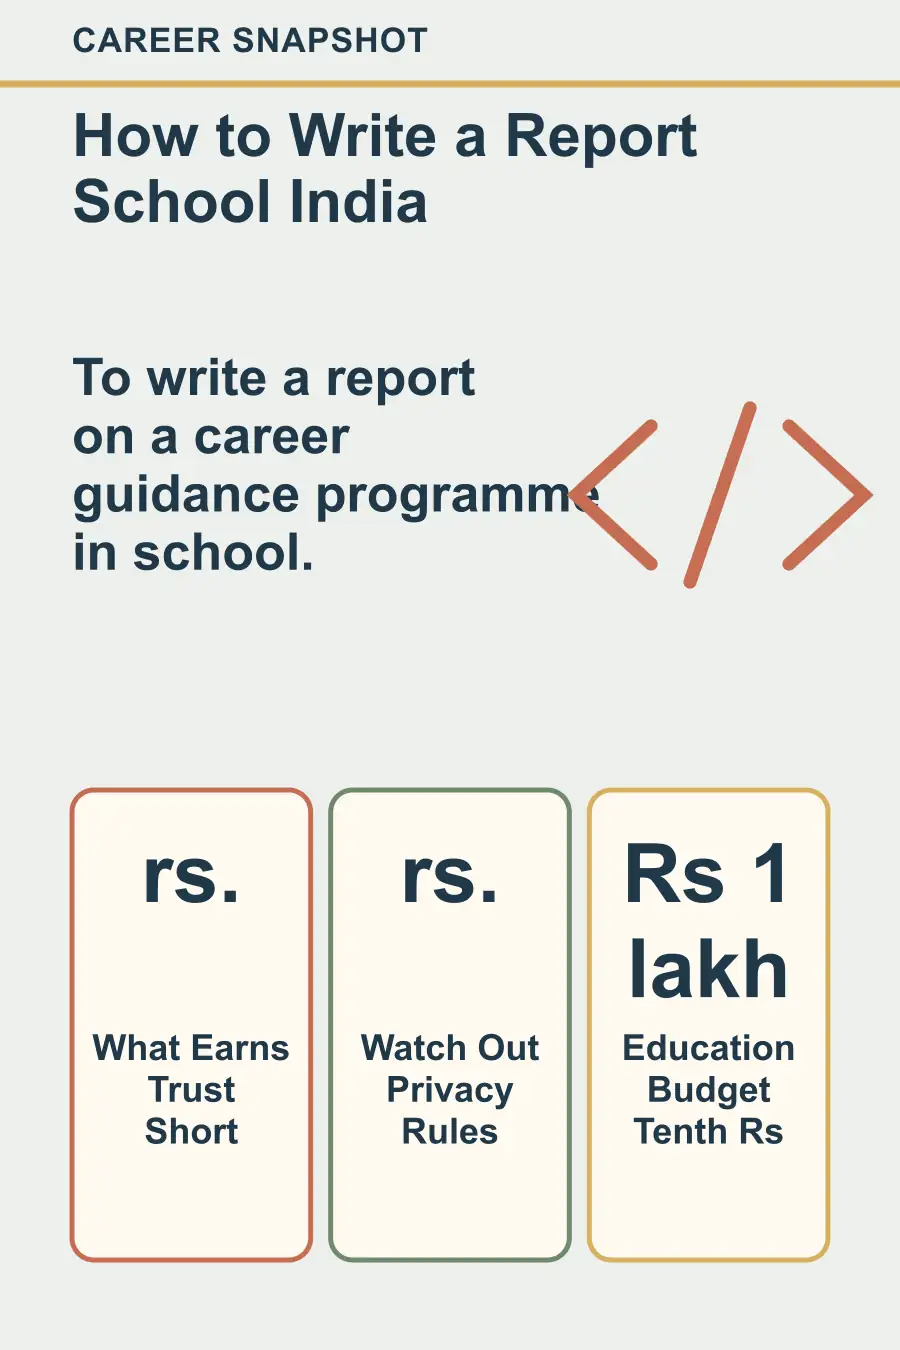 CAREER SNAPSHOT
How to Write a Report
School India
To write a report
on a career
guidance programme
in school.
rs.
What Earns
Trust
Short
rs.
Watch Out
Privacy
Rules
Rs 1
lakh
Education
Budget
Tenth Rs